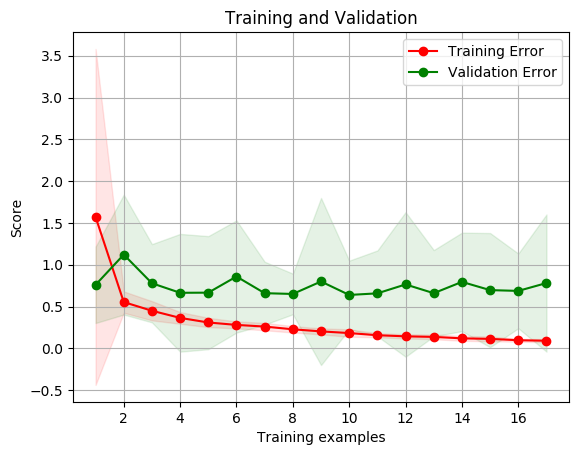 Training and Validation
Training Error
Validation Error
Score
3.5
3.0
2.5
2.0
1.5
1.0
0.5
0.0
−0.5
2 4 6 8 10 12 14 16
Training examples